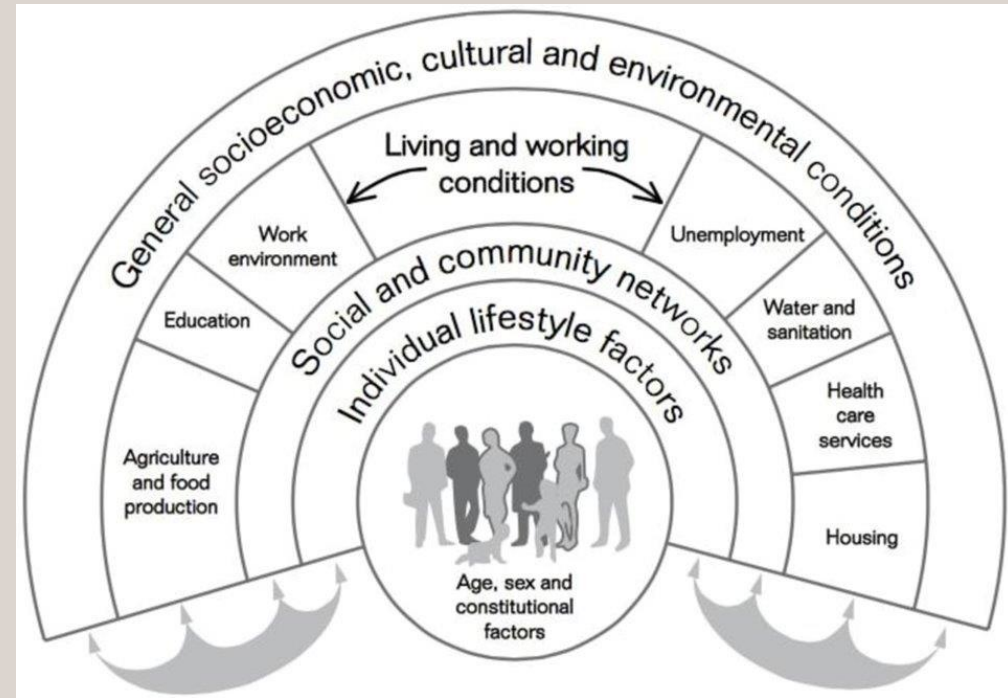 General socioeconomic, cultural and environmental conditions
Living and working
conditions
Work
environment
Unemployment
Education
Water and
sanitation
Agriculture
and food
production
Health
care
services
Housing
Social and community networks
Individual lifestyle factors
Age, sex and
constitutional
factors